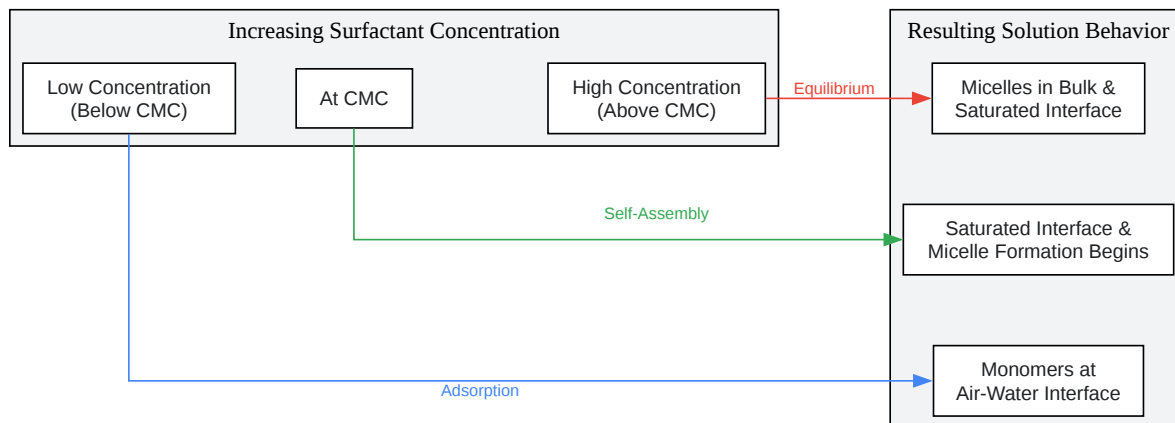 Increasing Surfactant Concentration
Low Concentration
(Below CMC)
At CMC
High Concentration
(Above CMC)
Equilibrium
Self-Assembly
Adsorption
Resulting Solution Behavior
Micelles in Bulk &
Saturated Interface
Saturated Interface &
Micelle Formation Begins
Monomers at
Air-Water Interface